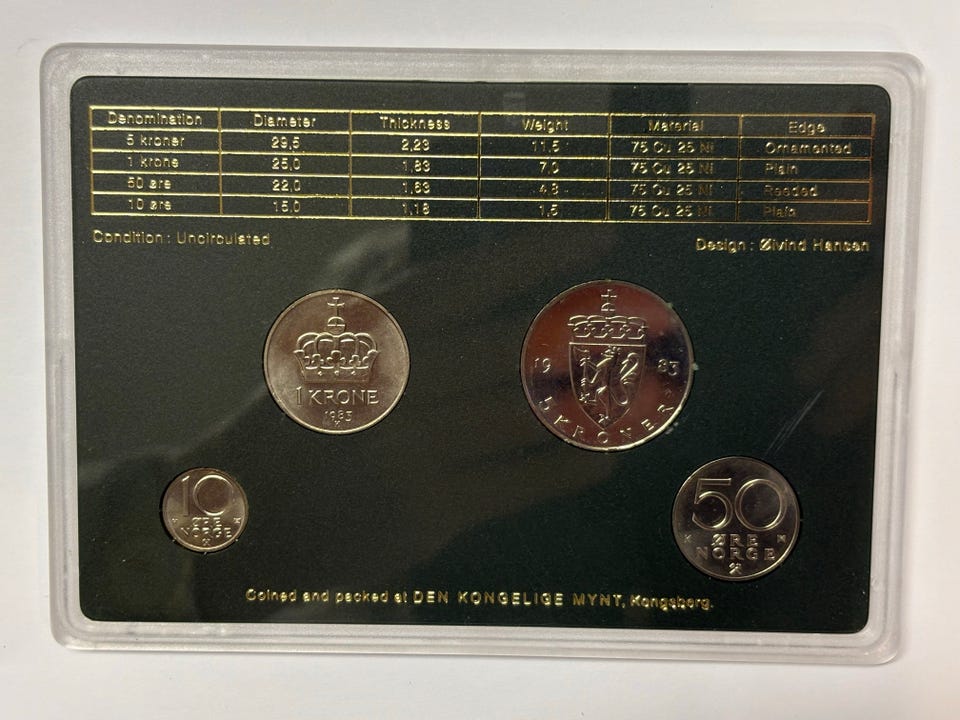 Denomination Diameter Thickness Weight Material Edge
5 kroner 29,5 2,23 11,5 75 Cu 25 Ni Ornamented
1 krone 25,0 1,83 7,0 75 Cu 25 Ni Plain
50 øre 22,0 1,63 4,8 75 Cu 25 Ni Reeded
10 øre 15,0 1,18 1,5 75 Cu 25 Ni Plain
Condition: Uncirculated Design: Øivind Hansen
1 KRONE
1983
K
19 83
5 KRONER
10
ØRE
NORGE
50
K N
ØRE
NORGE
Coined and packed at DEN KONGELIGE MYNT, Kongsberg.